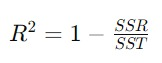 R² = 1 − SSR/SST